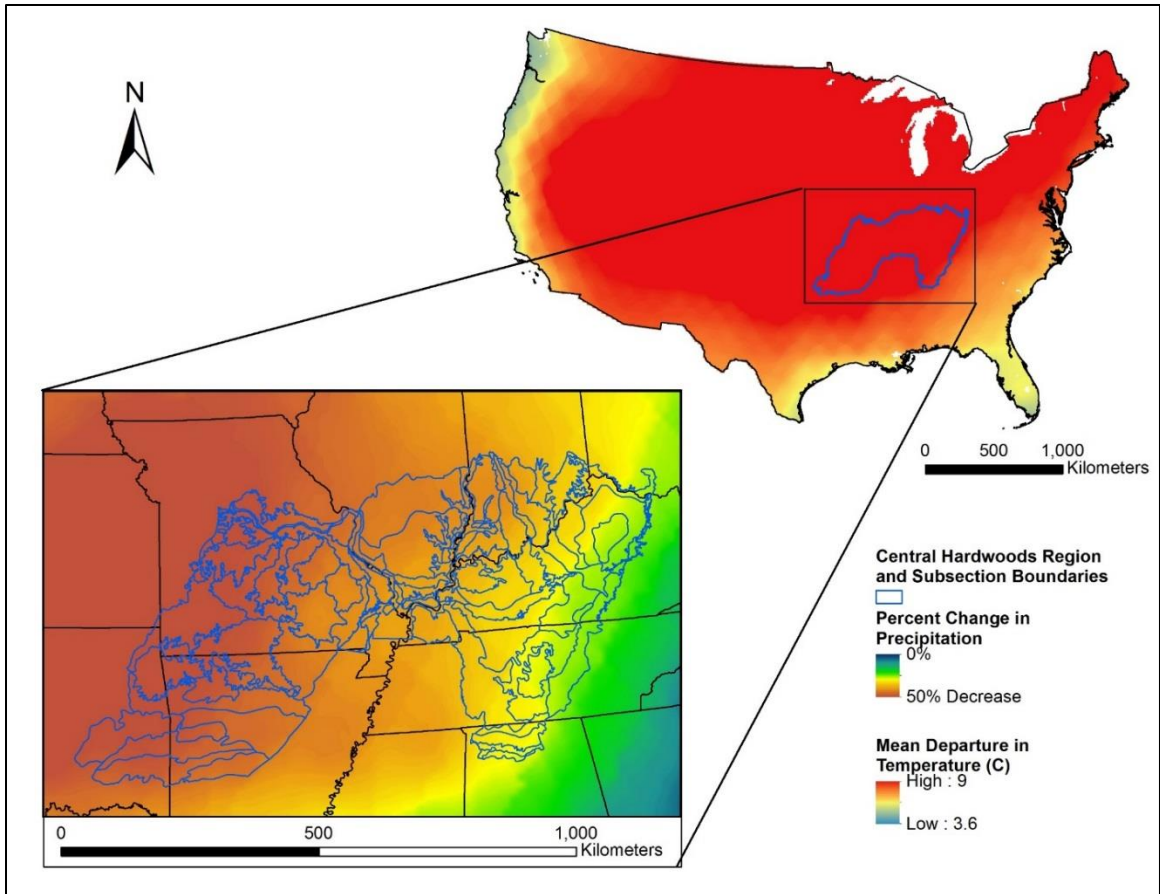 N
0 500 1,000
Kilometers
Central Hardwoods Region
and Subsection Boundaries
Percent Change in
Precipitation
0%
50% Decrease
Mean Departure in
Temperature (C)
High : 9
Low : 3.6
0 500 1,000
Kilometers